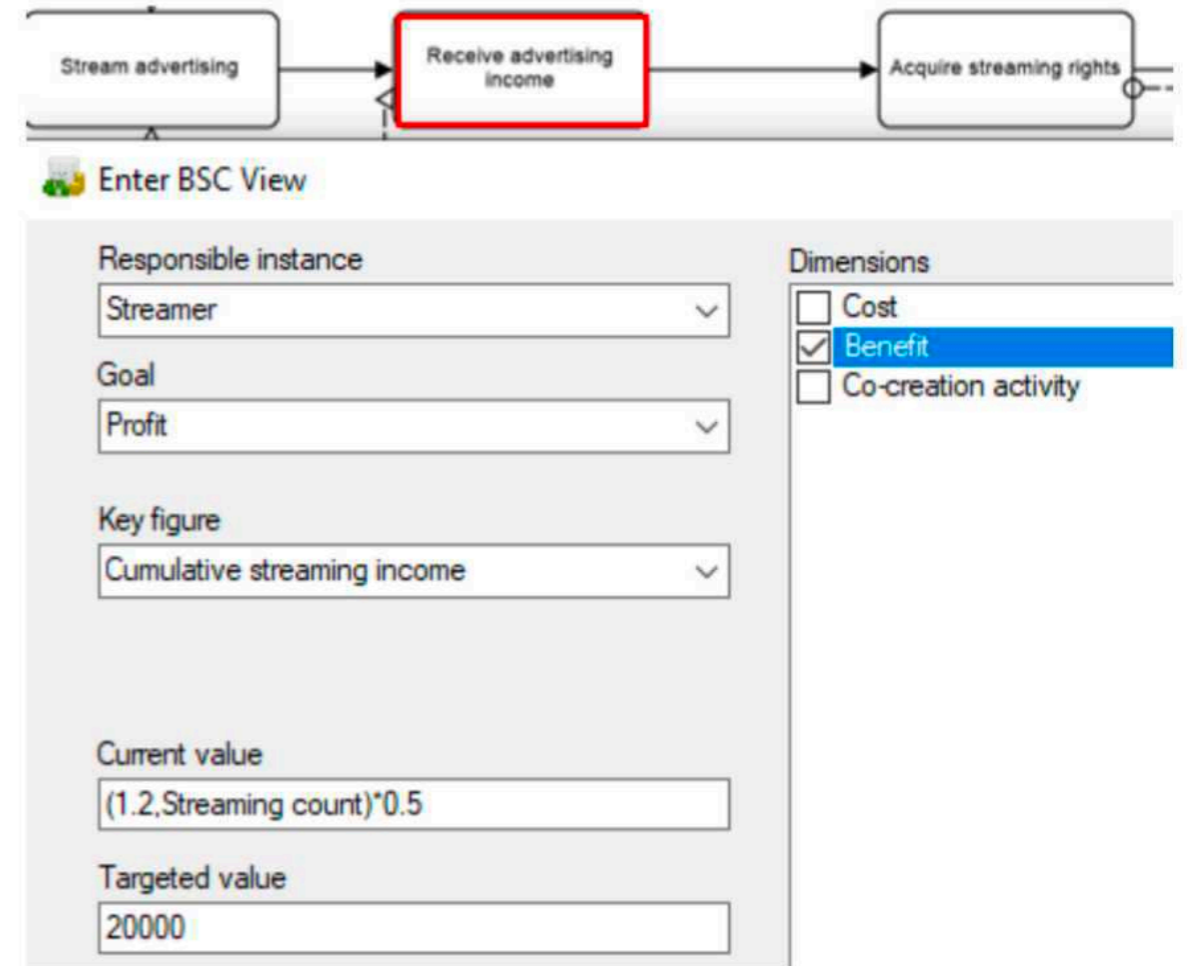 Stream advertising
Receive advertising
income
Acquire streaming rights
Enter BSC View
Responsible instance
Streamer
Goal
Profit
Key figure
Cumulative streaming income
Current value
(1.2,Streaming count)*0.5
Targeted value
20000
Dimensions
Cost
Benefit
Co-creation activity